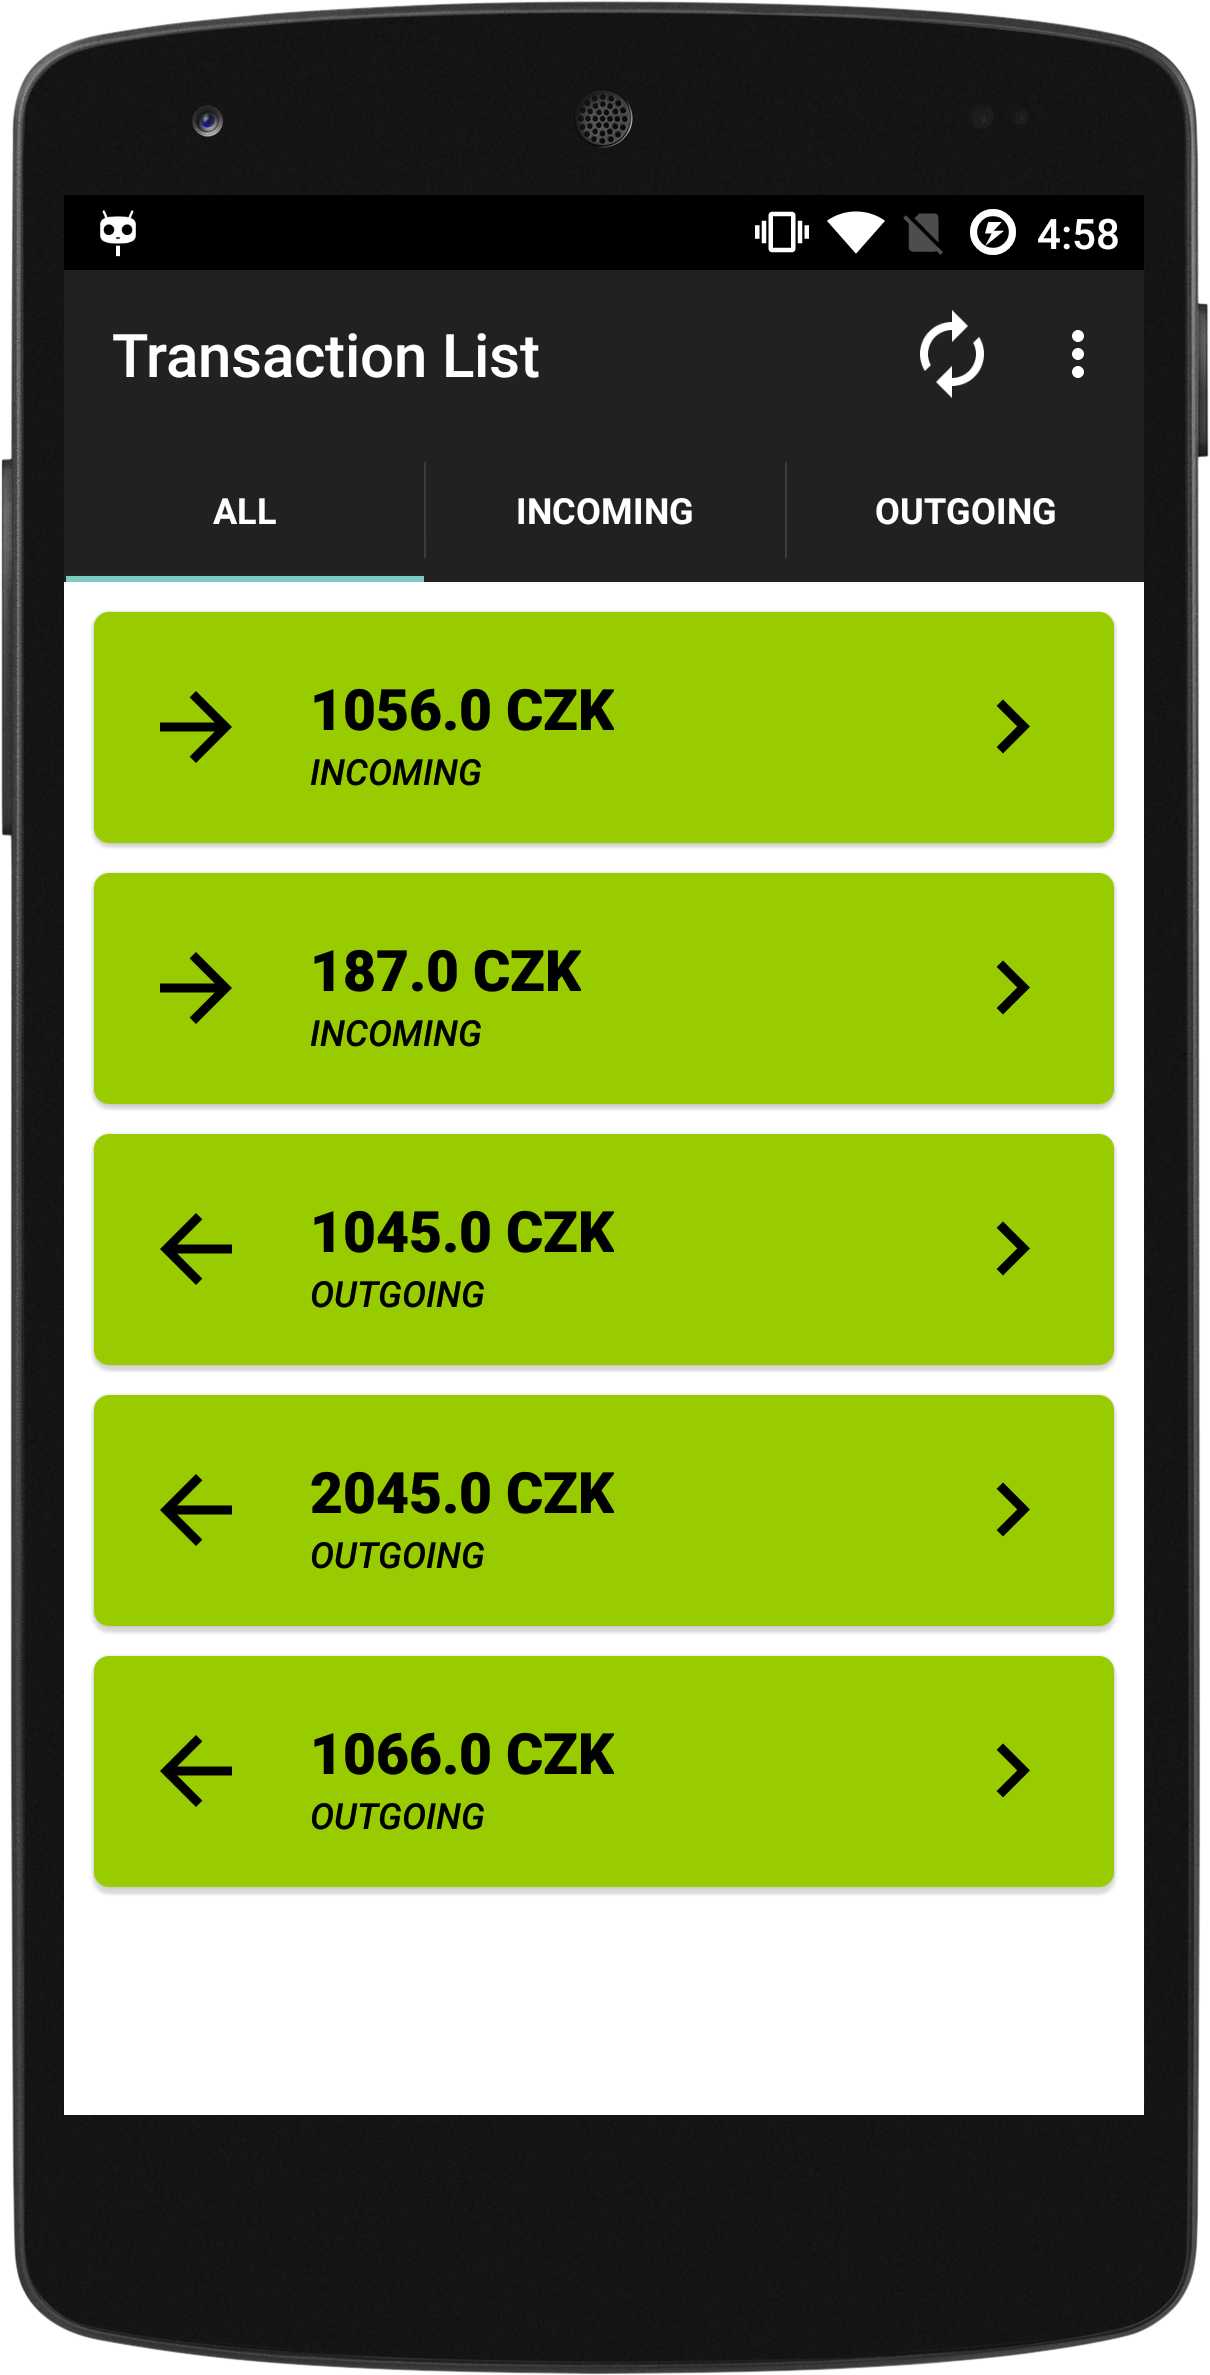 4:58
Transaction List
ALL
INCOMING
OUTGOING
1056.0 CZK
INCOMING
187.0 CZK
INCOMING
1045.0 CZK
OUTGOING
2045.0 CZK
OUTGOING
1066.0 CZK
OUTGOING